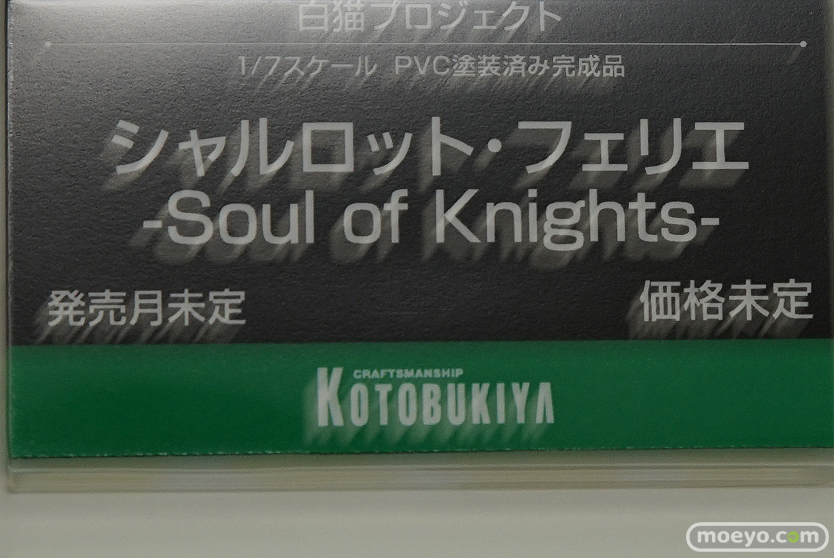 白猫プロジェクト
1/7スケール PVC塗装済み完成品
シャルロット・フェリエ
-Soul of Knights-
発売月未定
価格未定
CRAFTSMANSHIP
KOTOBUKIYA
moeyo.com